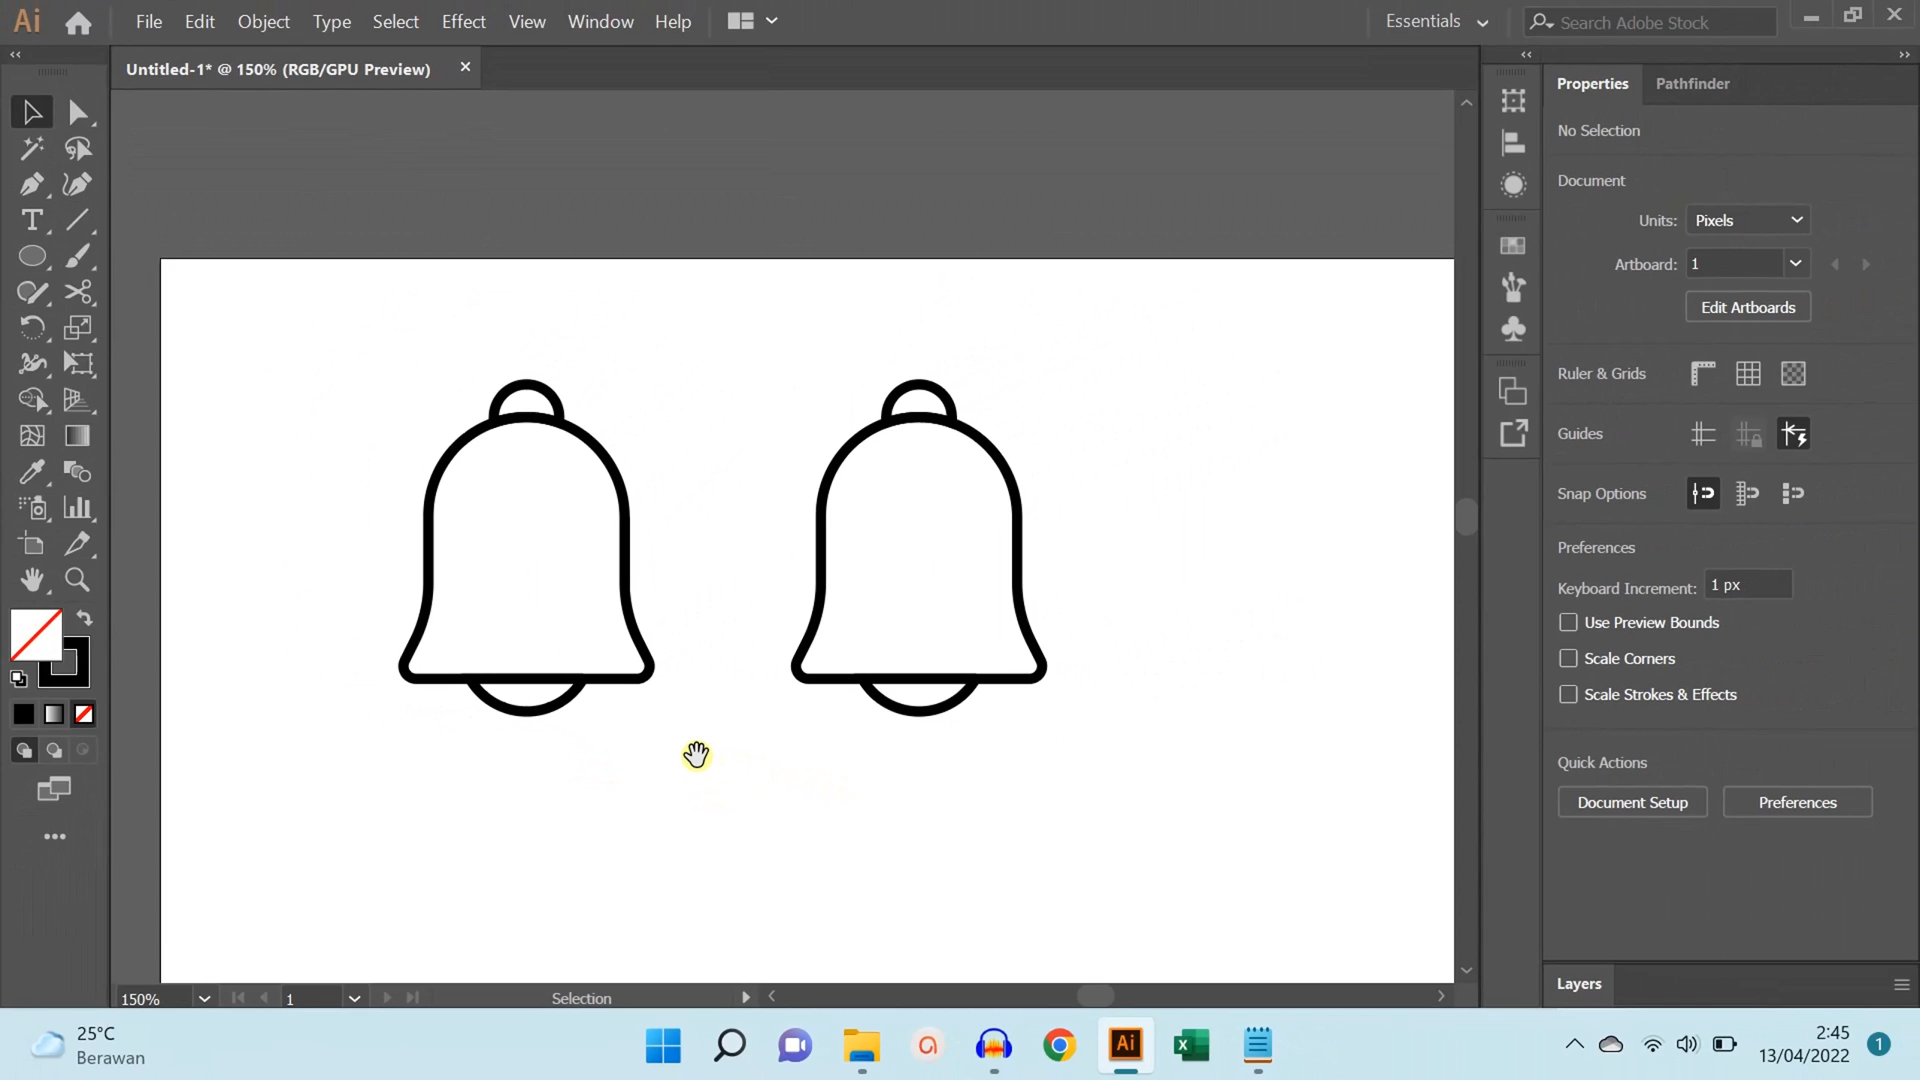 Ai File Edit Object Type Select Effect View Window Help Essentials Search Adobe Stock
Untitled-1* @ 150% (RGB/GPU Preview)
Properties Pathfinder
No Selection
Document
Units: Pixels
Artboard: 1
Edit Artboards
Ruler & Grids
Guides
Snap Options
Preferences
Keyboard Increment: 1 px
Use Preview Bounds
Scale Corners
Scale Strokes & Effects
Quick Actions
Document Setup Preferences
Layers
150% 1 Selection
25°C
Berawan
Ai
2:45
13/04/2022
1